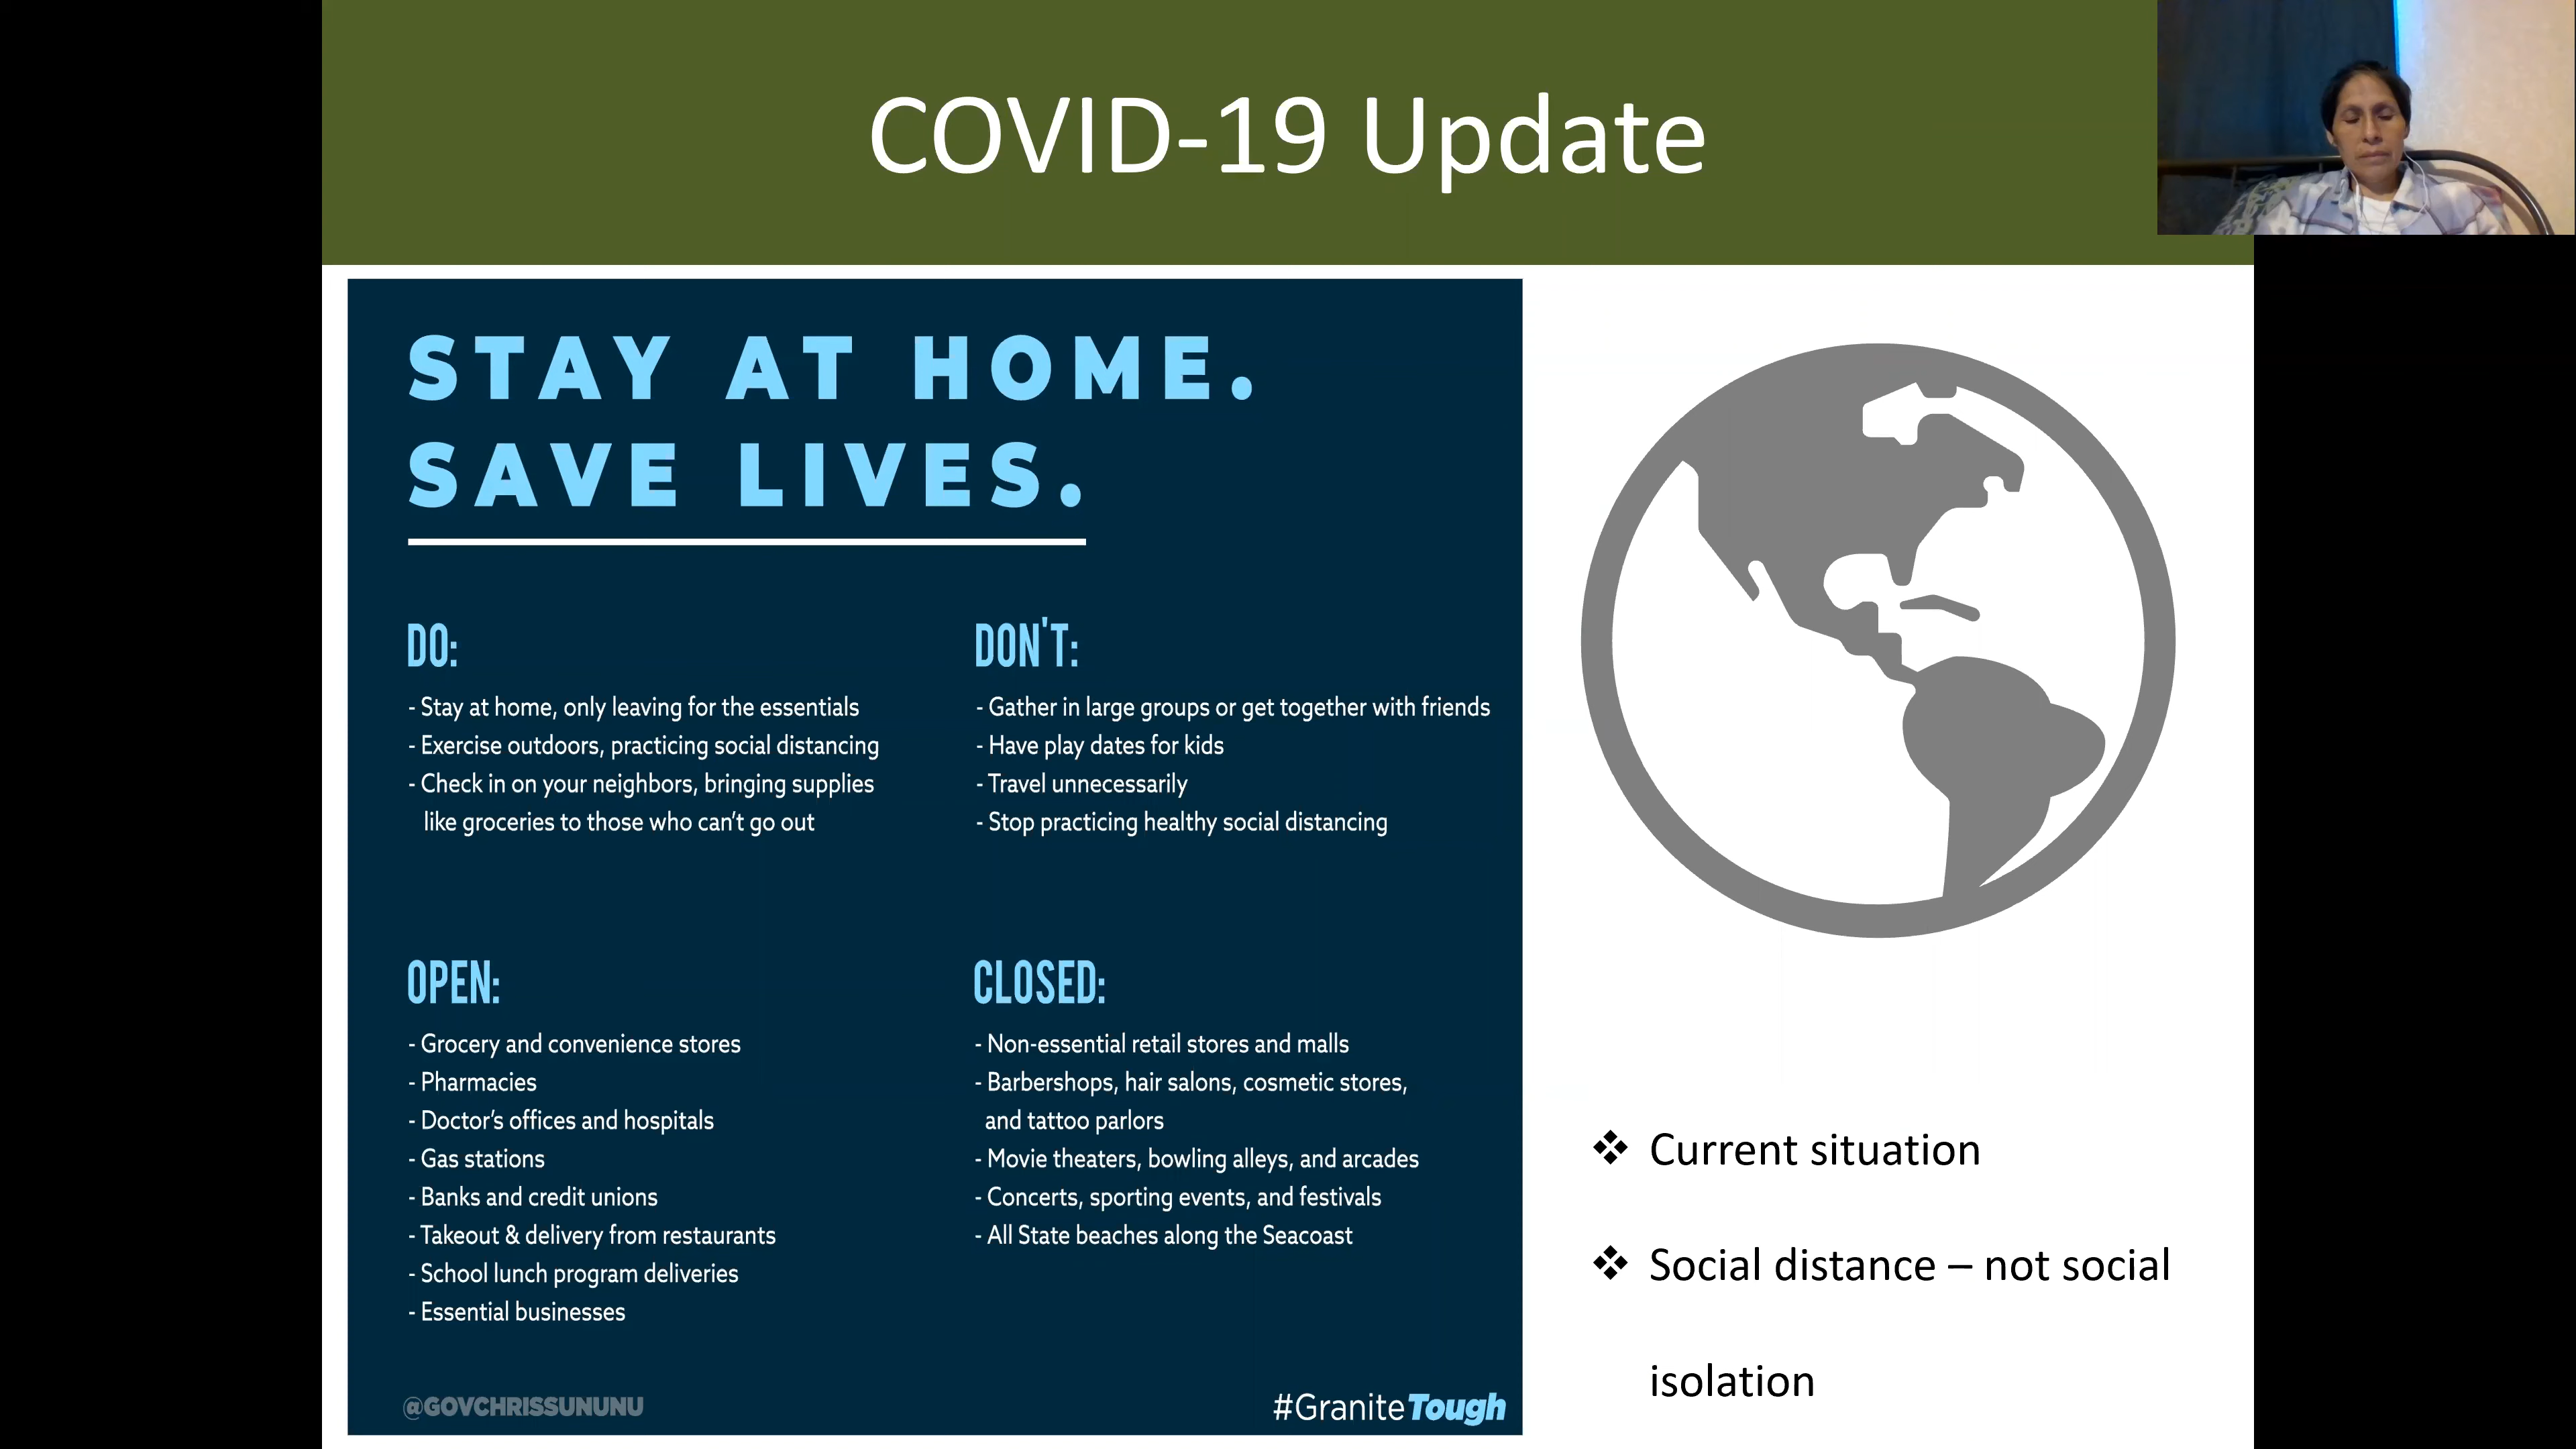 COVID-19 Update
STAY AT HOME.
SAVE LIVES.
DO:
- Stay at home, only leaving for the essentials
- Exercise outdoors, practicing social distancing
- Check in on your neighbors, bringing supplies
like groceries to those who can't go out
DON'T:
- Gather in large groups or get together with friends
- Have play dates for kids
- Travel unnecessarily
- Stop practicing healthy social distancing
OPEN:
- Grocery and convenience stores
- Pharmacies
- Doctor's offices and hospitals
- Gas stations
- Banks and credit unions
- Takeout & delivery from restaurants
- School lunch program deliveries
- Essential businesses
CLOSED:
- Non-essential retail stores and malls
- Barbershops, hair salons, cosmetic stores,
and tattoo parlors
- Movie theaters, bowling alleys, and arcades
- Concerts, sporting events, and festivals
- All State beaches along the Seacoast
@GOVCHRISSUNUNU
#GraniteTough
❖ Current situation
❖ Social distance – not social
isolation